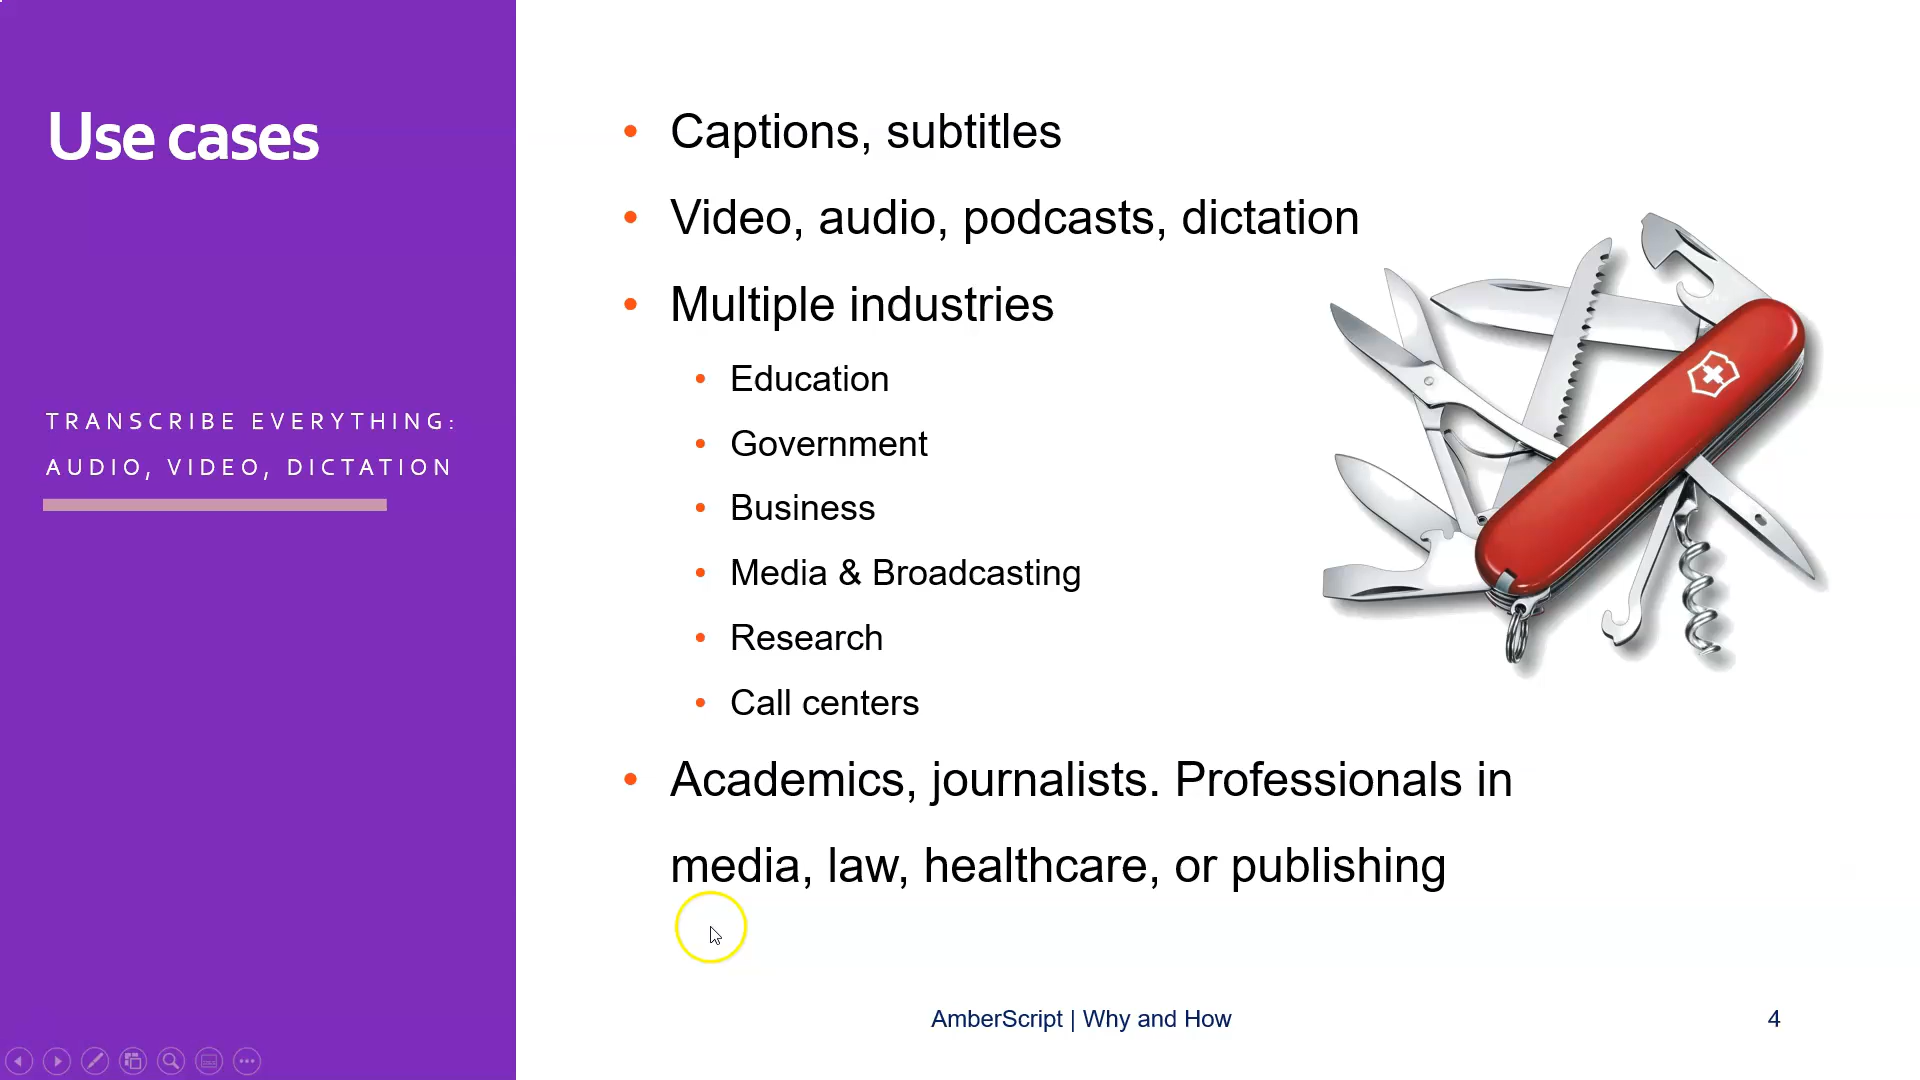 Use cases
TRANSCRIBE EVERYTHING:
AUDIO, VIDEO, DICTATION
• Captions, subtitles
• Video, audio, podcasts, dictation
• Multiple industries
• Education
• Government
• Business
• Media & Broadcasting
• Research
• Call centers
• Academics, journalists. Professionals in
media, law, healthcare, or publishing
AmberScript | Why and How
4